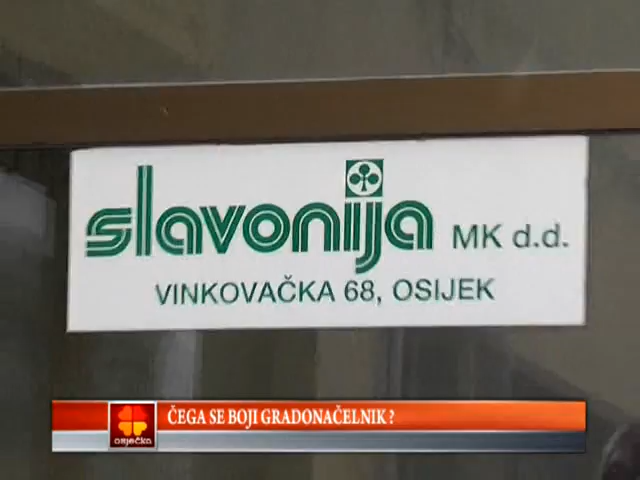 slavonija MK d.d.
VINKOVAČKA 68, OSIJEK
ČEGA SE BOJI GRADONAČELNIK?
osječka